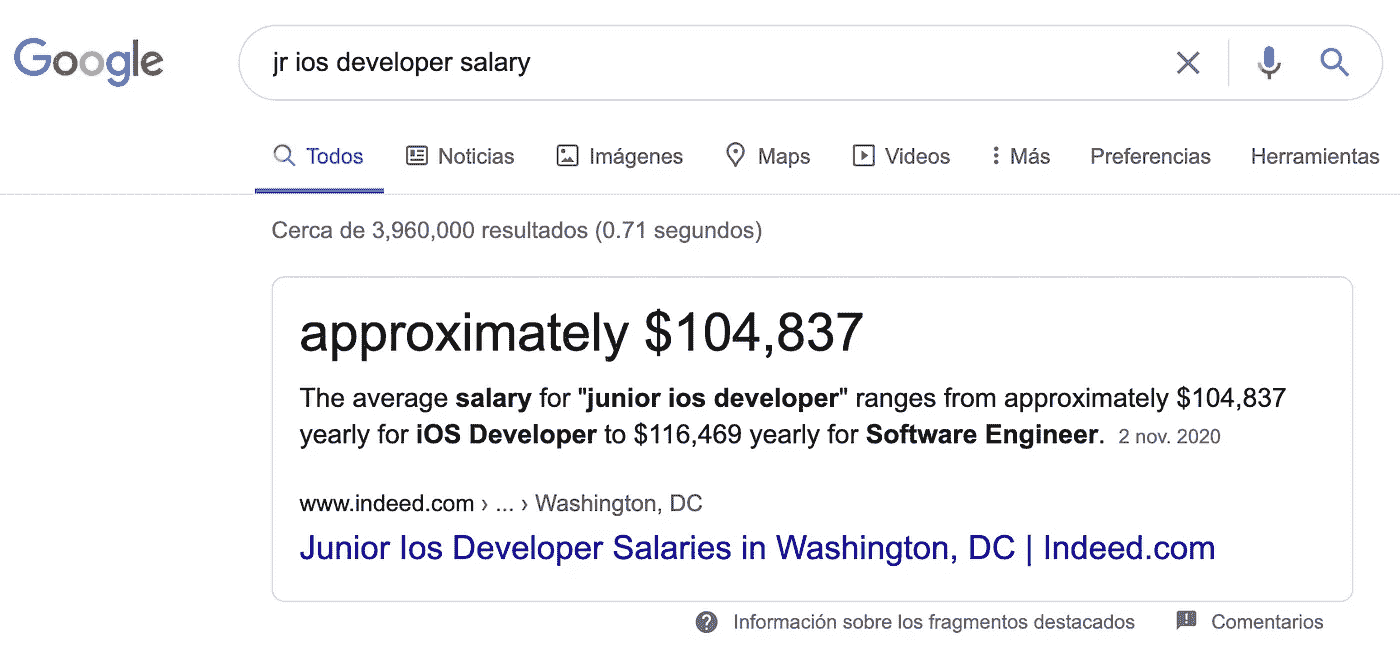 Google
jr ios developer salary
Todos Noticias Imágenes Maps Videos Más Preferencias Herramientas
Cerca de 3,960,000 resultados (0.71 segundos)
approximately $104,837
The average salary for "junior ios developer" ranges from approximately $104,837
yearly for iOS Developer to $116,469 yearly for Software Engineer. 2 nov. 2020
www.indeed.com › ... › Washington, DC
Junior Ios Developer Salaries in Washington, DC | Indeed.com
Información sobre los fragmentos destacados Comentarios